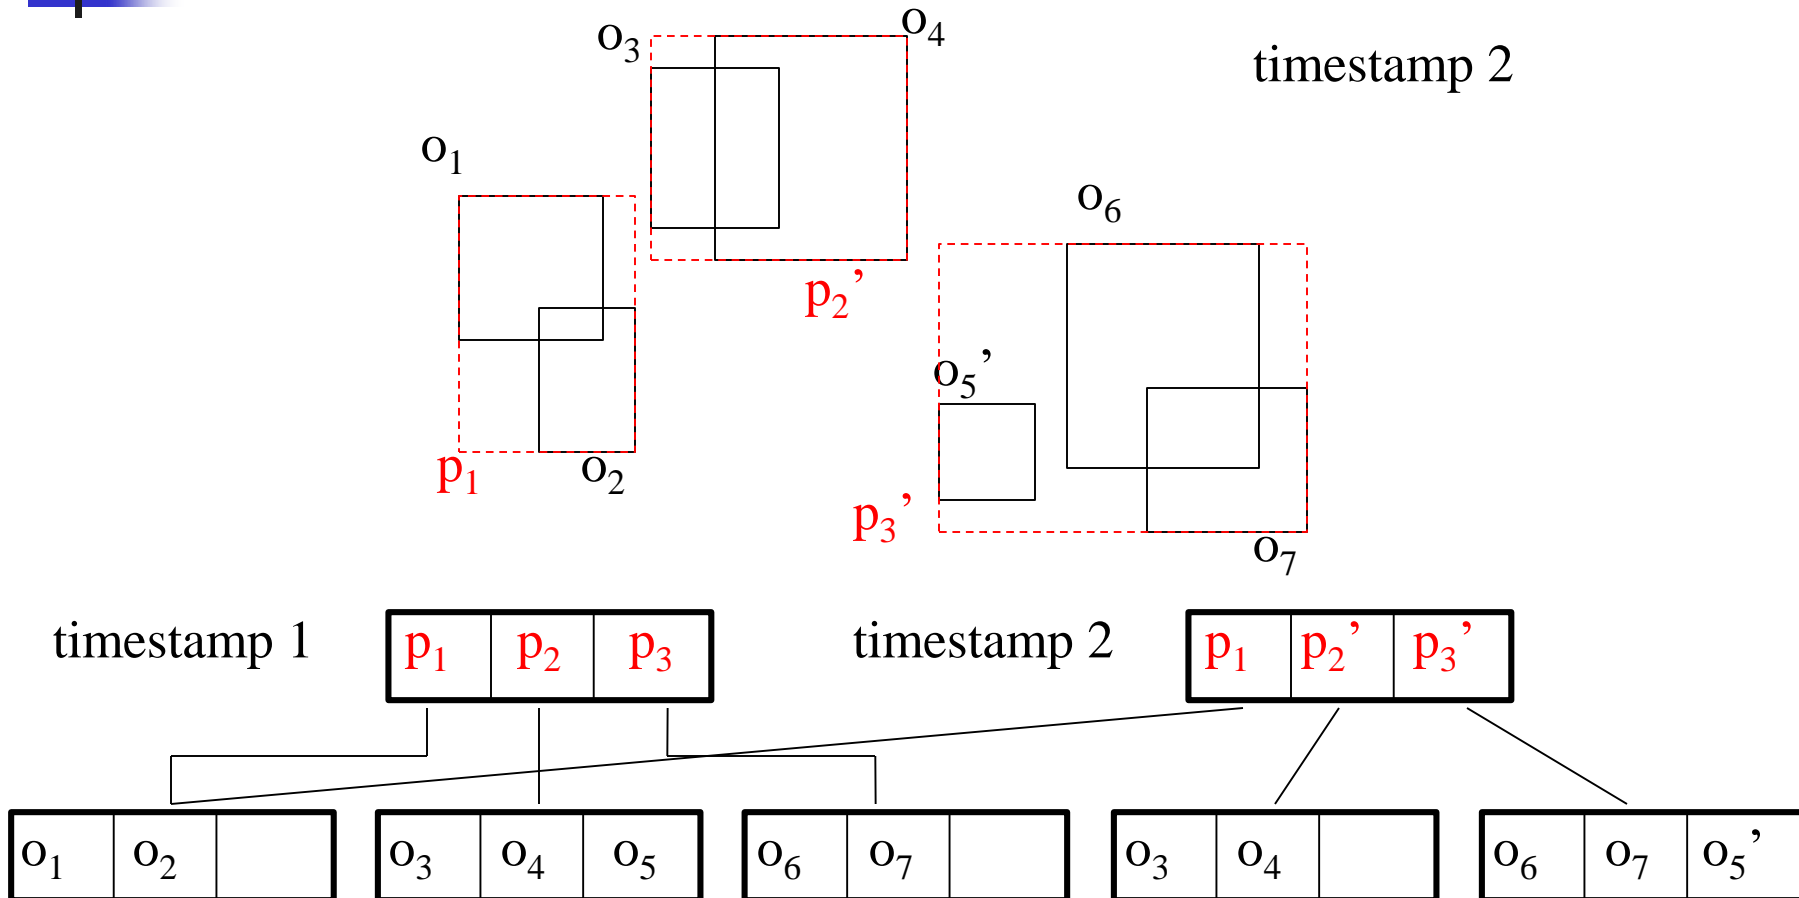 o₃
o₄
timestamp 2
o₁
o₆
p₂’
o₅’
p₁
o₂
p₃’
o₇
timestamp 1
p₁ p₂ p₃
timestamp 2
p₁ p₂’ p₃’
o₁ o₂
o₃ o₄ o₅
o₆ o₇
o₃ o₄
o₆ o₇ o₅’